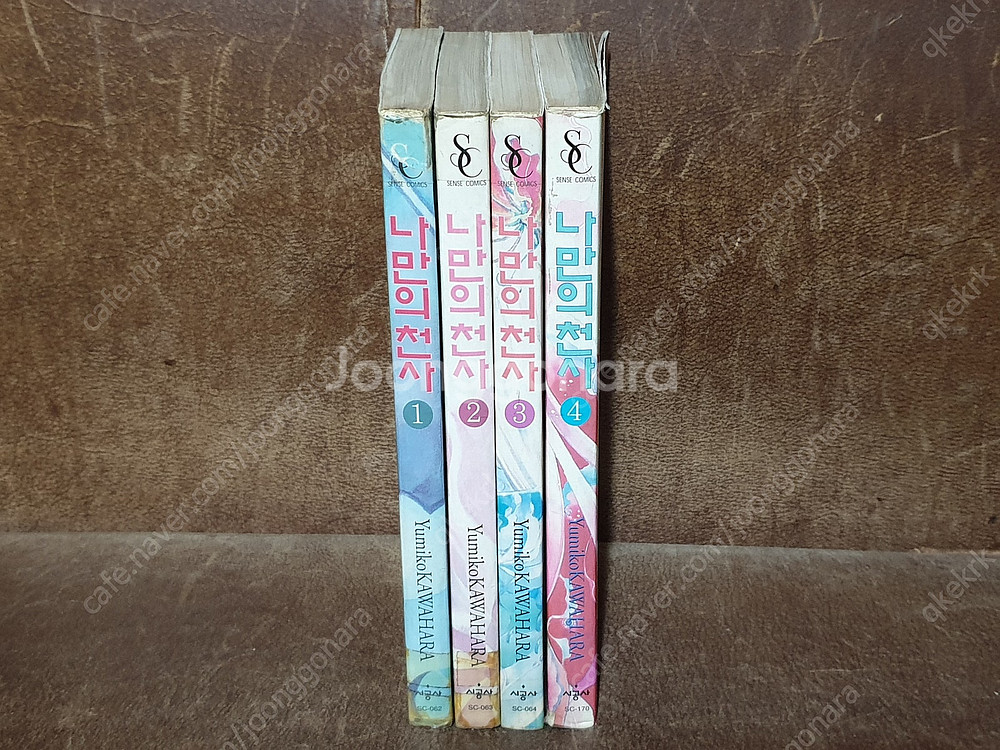 SC
SENSE COMICS
나만의 천사
1
YumikoKAWAHARA
시공사
SC-062
SC
SENSE COMICS
나만의 천사
2
YumikoKAWAHARA
시공사
SC-063
SC
SENSE COMICS
나만의 천사
3
YumikoKAWAHARA
시공사
SC-064
SC
SENSE COMICS
나만의 천사
4
YumikoKAWAHARA
시공사
SC-170
Joonggonara
cafe.naver.com/joonggonara
qkekrk